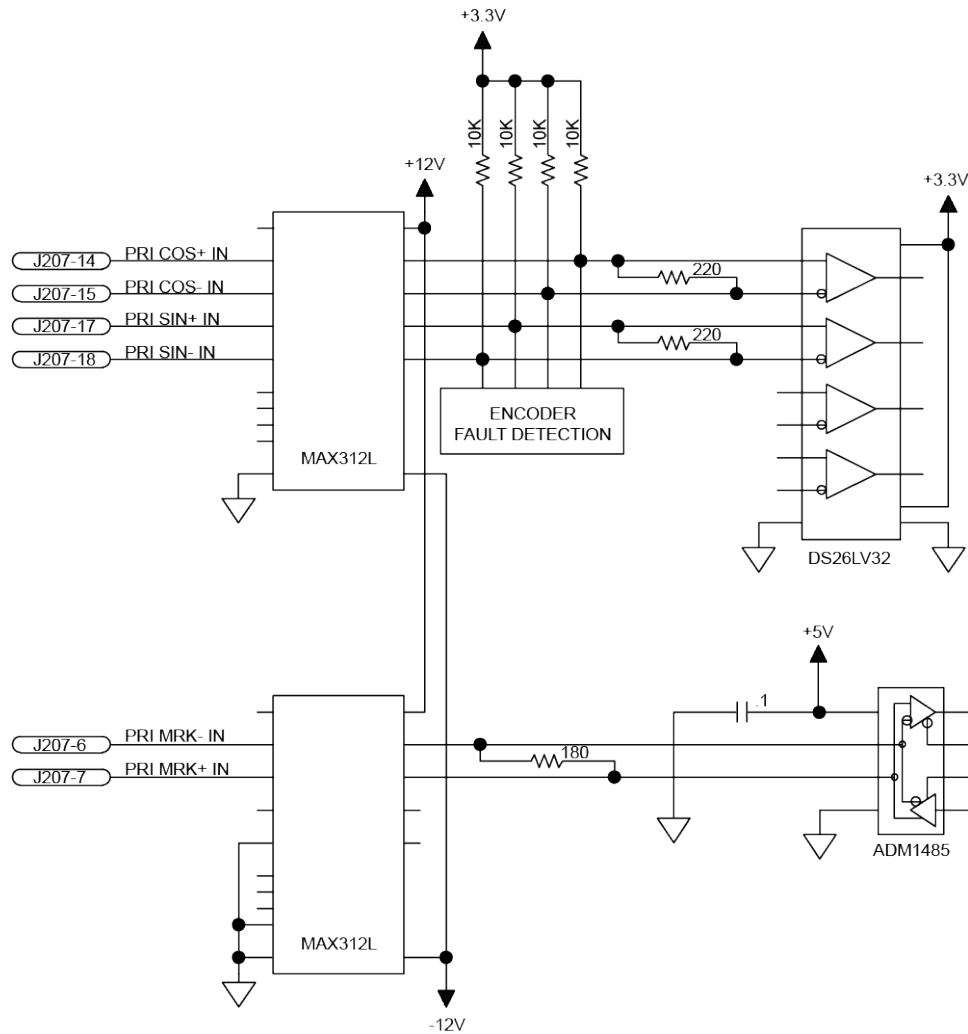 +3.3V
10K
10K
10K
10K
+12V
+3.3V
J207-14 PRI COS+ IN
220
J207-15 PRI COS- IN
J207-17 PRI SIN+ IN
220
J207-18 PRI SIN- IN
ENCODER
FAULT DETECTION
MAX312L
DS26LV32
+5V
.1
J207-6 PRI MRK- IN
180
J207-7 PRI MRK+ IN
ADM1485
MAX312L
-12V